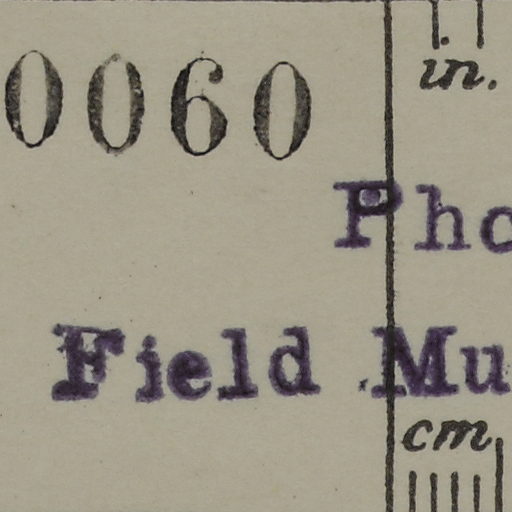 0060
in.
Pho
Field Mu
cm